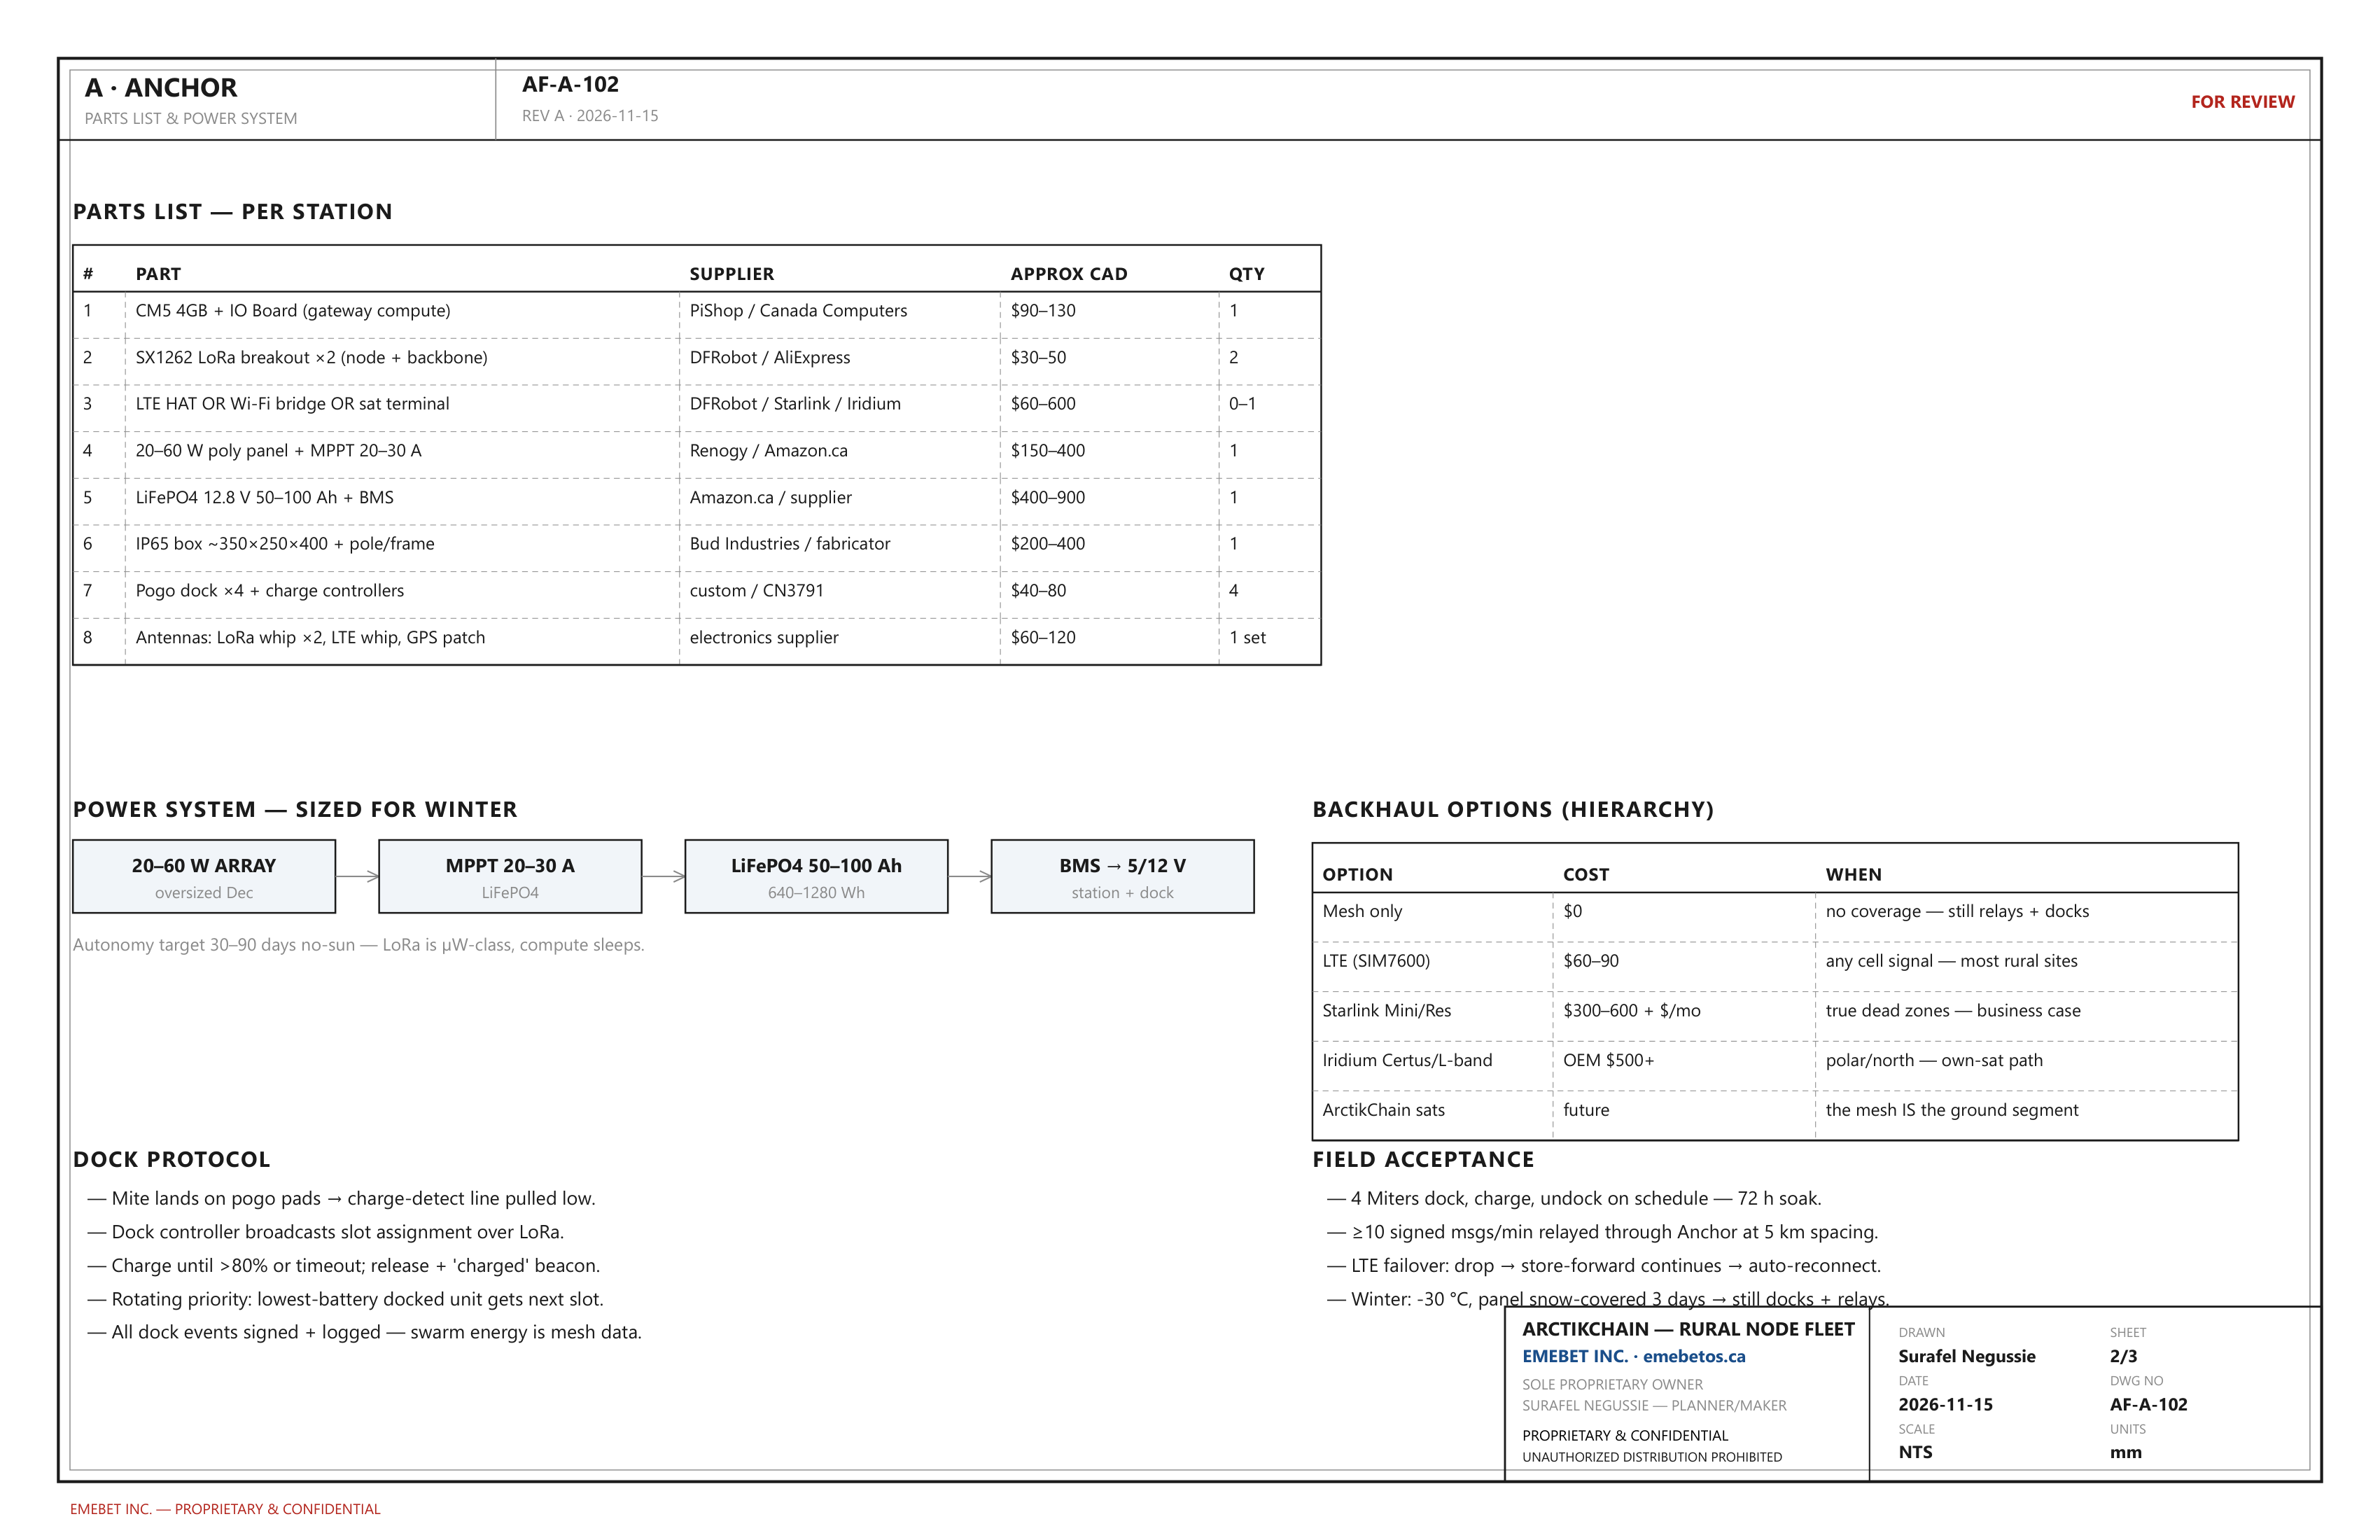 A · ANCHOR
PARTS LIST & POWER SYSTEM
AF-A-102
REV A · 2026-11-15
FOR REVIEW
PARTS LIST — PER STATION
# PART SUPPLIER APPROX CAD QTY
1 CM5 4GB + IO Board (gateway compute) PiShop / Canada Computers $90–130 1
2 SX1262 LoRa breakout ×2 (node + backbone) DFRobot / AliExpress $30–50 2
3 LTE HAT OR Wi-Fi bridge OR sat terminal DFRobot / Starlink / Iridium $60–600 0–1
4 20–60 W poly panel + MPPT 20–30 A Renogy / Amazon.ca $150–400 1
5 LiFePO4 12.8 V 50–100 Ah + BMS Amazon.ca / supplier $400–900 1
6 IP65 box ~350×250×400 + pole/frame Bud Industries / fabricator $200–400 1
7 Pogo dock ×4 + charge controllers custom / CN3791 $40–80 4
8 Antennas: LoRa whip ×2, LTE whip, GPS patch electronics supplier $60–120 1 set
POWER SYSTEM — SIZED FOR WINTER
20–60 W ARRAY
oversized Dec
MPPT 20–30 A
LiFePO4
LiFePO4 50–100 Ah
640–1280 Wh
BMS → 5/12 V
station + dock
Autonomy target 30–90 days no-sun — LoRa is µW-class, compute sleeps.
BACKHAUL OPTIONS (HIERARCHY)
OPTION COST WHEN
Mesh only $0 no coverage — still relays + docks
LTE (SIM7600) $60–90 any cell signal — most rural sites
Starlink Mini/Res $300–600 + $/mo true dead zones — business case
Iridium Certus/L-band OEM $500+ polar/north — own-sat path
ArctikChain sats future the mesh IS the ground segment
DOCK PROTOCOL
— Mite lands on pogo pads → charge-detect line pulled low.
— Dock controller broadcasts slot assignment over LoRa.
— Charge until >80% or timeout; release + 'charged' beacon.
— Rotating priority: lowest-battery docked unit gets next slot.
— All dock events signed + logged — swarm energy is mesh data.
FIELD ACCEPTANCE
— 4 Miters dock, charge, undock on schedule — 72 h soak.
— ≥10 signed msgs/min relayed through Anchor at 5 km spacing.
— LTE failover: drop → store-forward continues → auto-reconnect.
— Winter: -30 °C, panel snow-covered 3 days → still docks + relays.
ARCTIKCHAIN — RURAL NODE FLEET
EMEBET INC. · emebetos.ca
SOLE PROPRIETARY OWNER
SURAFEL NEGUSSIE — PLANNER/MAKER
PROPRIETARY & CONFIDENTIAL
UNAUTHORIZED DISTRIBUTION PROHIBITED
DRAWN SHEET
Surafel Negussie 2/3
DATE DWG NO
2026-11-15 AF-A-102
SCALE UNITS
NTS mm
EMEBET INC. — PROPRIETARY & CONFIDENTIAL